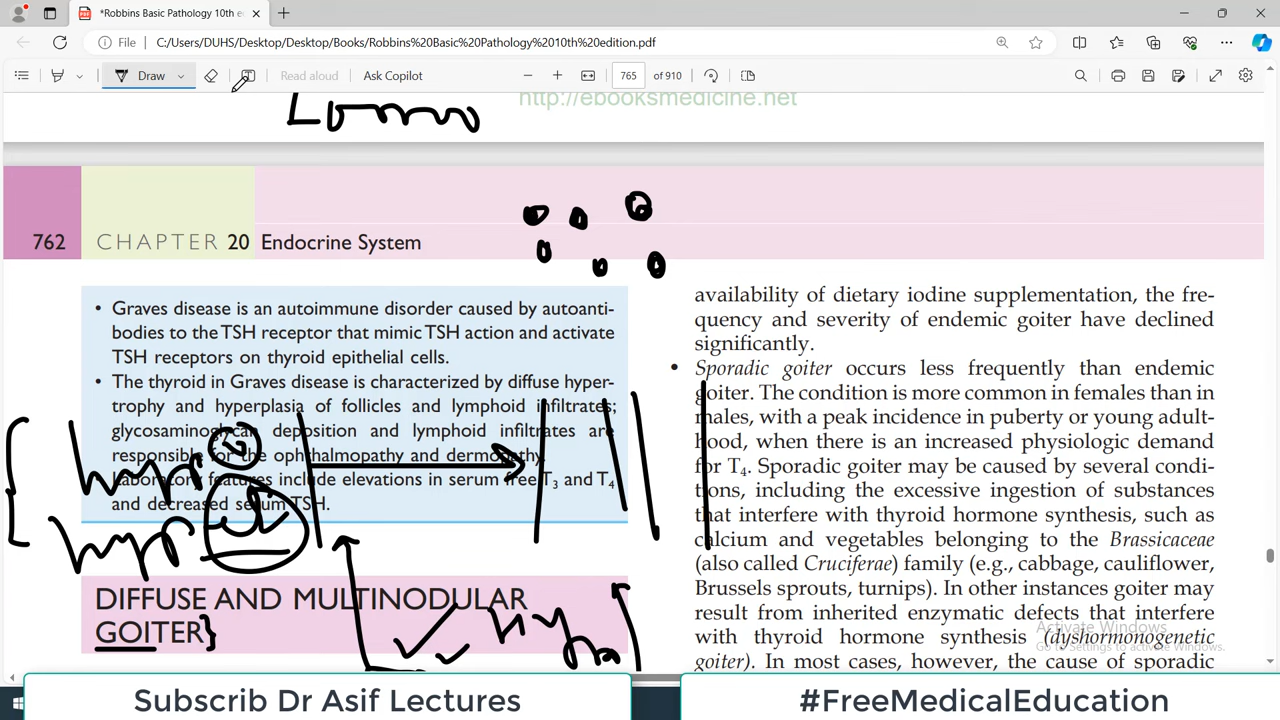 *Robbins Basic Pathology 10th e
File C:/Users/DUHS/Desktop/Desktop/Books/Robbins%20Basic%20Pathology%2010th%20edition.pdf
Draw Read aloud Ask Copilot 765 of 910
http://ebooksmedicine.net
762 CHAPTER 20 Endocrine System
• Graves disease is an autoimmune disorder caused by autoanti-
bodies to the TSH receptor that mimic TSH action and activate
TSH receptors on thyroid epithelial cells.
• The thyroid in Graves disease is characterized by diffuse hyper-
trophy and hyperplasia of follicles and lymphoid infiltrates;
glycosaminoglycan deposition and lymphoid infiltrates are
responsible for the ophthalmopathy and dermopathy.
Laboratory features include elevations in serum free T3 and T4
and decreased serum TSH.
DIFFUSE AND MULTINODULAR
GOITER
availability of dietary iodine supplementation, the fre-
quency and severity of endemic goiter have declined
significantly.
• Sporadic goiter occurs less frequently than endemic
goiter. The condition is more common in females than in
males, with a peak incidence in puberty or young adult-
hood, when there is an increased physiologic demand
for T4. Sporadic goiter may be caused by several condi-
tions, including the excessive ingestion of substances
that interfere with thyroid hormone synthesis, such as
calcium and vegetables belonging to the Brassicaceae
(also called Cruciferae) family (e.g., cabbage, cauliflower,
Brussels sprouts, turnips). In other instances goiter may
result from inherited enzymatic defects that interfere
with thyroid hormone synthesis (dyshormonogenetic
goiter). In most cases, however, the cause of sporadic
Activate Windows
Go to Settings to activate Windows.
Subscrib Dr Asif Lectures
#FreeMedicalEducation